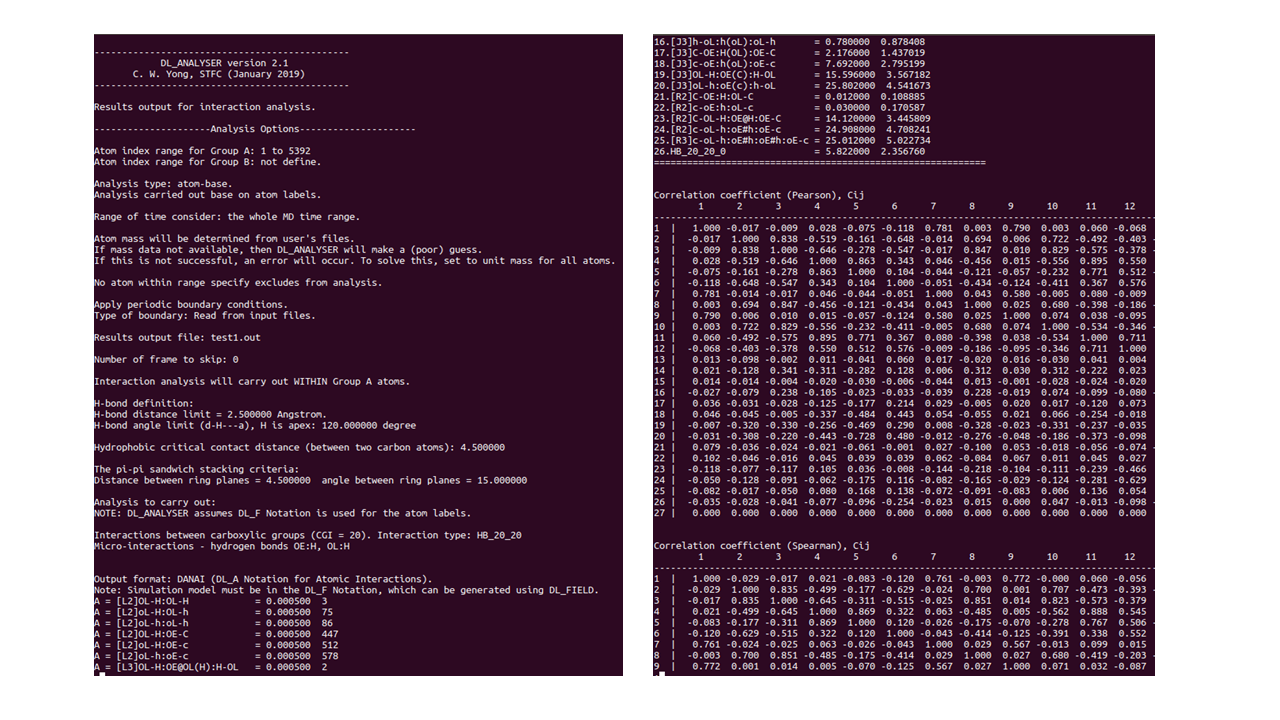 ----------------------------------------------
DL_ANALYSER version 2.1
C. W. Yong, STFC (January 2019)
----------------------------------------------
Results output for interaction analysis.
---------------------Analysis Options---------------------
Atom index range for Group A: 1 to 5392
Atom index range for Group B: not define.
Analysis type: atom-base.
Analysis carried out base on atom labels.
Range of time consider: the whole MD time range.
Atom mass will be determined from user's files.
If mass data not available, then DL_ANALYSER will make a (poor) guess.
If this is not successful, an error will occur. To solve this, set to unit mass for all atoms.
No atom within range specify excludes from analysis.
Apply periodic boundary conditions.
Type of boundary: Read from input files.
Results output file: test1.out
Number of frame to skip: 0
Interaction analysis will carry out WITHIN Group A atoms.
H-bond definition:
H-bond distance limit = 2.500000 Angstrom.
H-bond angle limit (d-H---a), H is apex: 120.000000 degree
Hydrophobic critical contact distance (between two carbon atoms): 4.500000
The pi-pi sandwich stacking criteria:
Distance between ring planes = 4.500000  angle between ring planes = 15.000000
Analysis to carry out:
NOTE: DL_ANALYSER assumes DL_F Notation is used for the atom labels.
Interactions between carboxylic groups (CGI = 20). Interaction type: HB_20_20
Micro-interactions - hydrogen bonds OE:H, OL:H
Output format: DANAI (DL_A Notation for Atomic Interactions).
Note: Simulation model must be in the DL_F Notation, which can be generated using DL_FIELD.
A = [L2]OL-H:OL-H = 0.000500 3
A = [L2]OL-H:OL-h = 0.000500 75
A = [L2]oL-h:oL-h = 0.000500 86
A = [L2]OL-H:OE-C = 0.000500 447
A = [L2]OL-H:OE-c = 0.000500 512
A = [L2]oL-h:oE-c = 0.000500 578
A = [L3]OL-H:OE@OL(H):H-OL = 0.000500 2
16.[J3]h-oL:h(oL):oL-h = 0.780000 0.878408
17.[J3]C-OE:H(OL):OE-C = 2.176000 1.437019
18.[J3]c-oE:h(oL):oE-c = 7.692000 2.795199
19.[J3]OL-H:OE(C):H-OL = 15.596000 3.567182
20.[J3]oL-h:oE(c):h-oL = 25.802000 4.541673
21.[R2]C-OE:H:OL-C = 0.012000 0.108885
22.[R2]c-oE:h:oL-c = 0.030000 0.170587
23.[R2]C-OL-H:OE@H:OE-C = 14.120000 3.445809
24.[R2]c-oL-h:oE#h:oE-c = 24.908000 4.708241
25.[R3]c-oL-h:oE#h:oE#h:oE-c = 25.012000 5.022734
26.HB_20_20_0 = 5.822000 2.356760
===========================================================
Correlation coefficient (Pearson), Cij
1 2 3 4 5 6 7 8 9 10 11 12
1 | 1.000 -0.017 -0.009 0.028 -0.075 -0.118 0.781 0.003 0.790 0.003 0.060 -0.068
2 | -0.017 1.000 0.838 -0.519 -0.161 -0.648 -0.014 0.694 0.006 0.722 -0.492 -0.403 -
3 | -0.009 0.838 1.000 -0.646 -0.278 -0.547 -0.017 0.847 0.010 0.829 -0.575 -0.378 -
4 | 0.028 -0.519 -0.646 1.000 0.863 0.343 0.046 -0.456 0.015 -0.556 0.895 0.550
5 | -0.075 -0.161 -0.278 0.863 1.000 0.104 -0.044 -0.121 -0.057 -0.232 0.771 0.512 -
6 | -0.118 -0.648 -0.547 0.343 0.104 1.000 -0.051 -0.434 -0.124 -0.411 0.367 0.576
7 | 0.781 -0.014 -0.017 0.046 -0.044 -0.051 1.000 0.043 0.580 -0.005 0.080 -0.009
8 | 0.003 0.694 0.847 -0.456 -0.121 -0.434 0.043 1.000 0.025 0.680 -0.398 -0.186 -
9 | 0.790 0.006 0.010 0.015 -0.057 -0.124 0.580 0.025 1.000 0.074 0.038 -0.095
10 | 0.003 0.722 0.829 -0.556 -0.232 -0.411 -0.005 0.680 0.074 1.000 -0.534 -0.346 -
11 | 0.060 -0.492 -0.575 0.895 0.771 0.367 0.080 -0.398 0.038 -0.534 1.000 0.711
12 | -0.068 -0.403 -0.378 0.550 0.512 0.576 -0.009 -0.186 -0.095 -0.346 0.711 1.000
13 | 0.013 -0.098 -0.002 0.011 -0.041 0.060 0.017 -0.020 0.016 -0.030 0.041 0.004
14 | 0.021 -0.128 0.341 -0.311 -0.282 0.128 0.006 0.312 0.030 0.312 -0.222 0.023
15 | 0.014 -0.014 -0.004 -0.020 -0.030 -0.006 -0.044 0.013 -0.001 -0.028 -0.024 -0.020
16 | -0.027 -0.079 0.238 -0.105 -0.023 -0.033 -0.039 0.228 -0.019 0.074 -0.099 -0.080 -
17 | 0.036 -0.031 -0.028 -0.125 -0.177 0.214 0.029 -0.005 0.020 0.017 -0.120 0.073
18 | 0.046 -0.045 -0.005 -0.337 -0.484 0.443 0.054 -0.055 0.021 0.066 -0.254 -0.018
19 | -0.007 -0.320 -0.330 -0.256 -0.469 0.290 0.008 -0.328 -0.023 -0.331 -0.237 -0.035
20 | -0.031 -0.308 -0.220 -0.443 -0.728 0.480 -0.012 -0.276 -0.048 -0.186 -0.373 -0.098
21 | 0.079 -0.036 -0.024 -0.021 -0.061 -0.001 0.027 -0.100 0.053 -0.018 -0.056 -0.074 -
22 | 0.102 -0.046 -0.016 0.045 0.039 0.039 0.062 -0.084 0.067 0.011 0.045 0.027
23 | -0.118 -0.077 -0.117 0.105 0.036 -0.008 -0.144 -0.218 -0.104 -0.111 -0.239 -0.466
24 | -0.050 -0.128 -0.091 -0.062 -0.175 0.116 -0.082 -0.165 -0.029 -0.124 -0.281 -0.629
25 | -0.082 -0.017 -0.050 0.080 0.168 0.138 -0.072 -0.091 -0.083 0.006 0.136 0.054
26 | -0.035 -0.028 -0.041 -0.077 -0.096 -0.254 -0.023 0.015 0.000 0.047 -0.013 -0.098 -
27 | 0.000 0.000 0.000 0.000 0.000 0.000 0.000 0.000 0.000 0.000 0.000 0.000
Correlation coefficient (Spearman), Cij
1 2 3 4 5 6 7 8 9 10 11 12
1 | 1.000 -0.029 -0.017 0.021 -0.083 -0.120 0.761 -0.003 0.772 -0.000 0.060 -0.056
2 | -0.029 1.000 0.835 -0.499 -0.177 -0.629 -0.024 0.700 0.001 0.707 -0.473 -0.393 -
3 | -0.017 0.835 1.000 -0.645 -0.311 -0.515 -0.025 0.851 0.014 0.823 -0.573 -0.379
4 | 0.021 -0.499 -0.645 1.000 0.869 0.322 0.063 -0.485 0.005 -0.562 0.888 0.545
5 | -0.083 -0.177 -0.311 0.869 1.000 0.120 -0.026 -0.175 -0.070 -0.278 0.767 0.506 -
6 | -0.120 -0.629 -0.515 0.322 0.120 1.000 -0.043 -0.414 -0.125 -0.391 0.338 0.552
7 | 0.761 -0.024 -0.025 0.063 -0.026 -0.043 1.000 0.029 0.567 -0.013 0.099 0.015
8 | -0.003 0.700 0.851 -0.485 -0.175 -0.414 0.029 1.000 0.027 0.680 -0.419 -0.203 -
9 | 0.772 0.001 0.014 0.005 -0.070 -0.125 0.567 0.027 1.000 0.071 0.032 -0.087